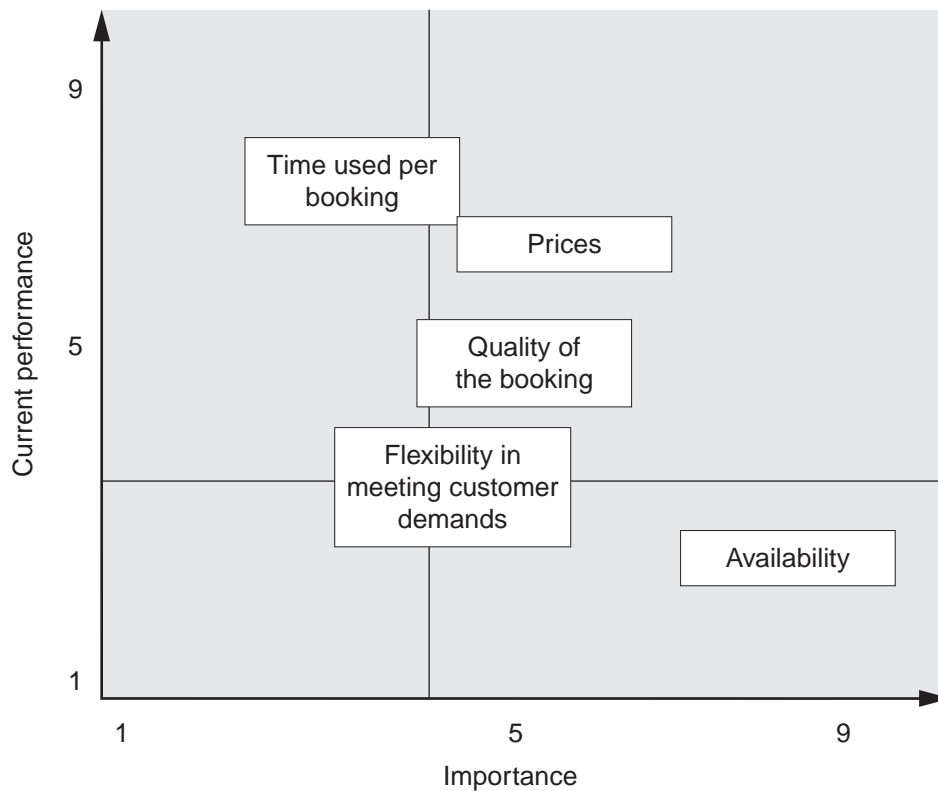 Current performance
9
5
1
Time used per
booking
Prices
Quality of
the booking
Flexibility in
meeting customer
demands
Availability
1
5
9
Importance